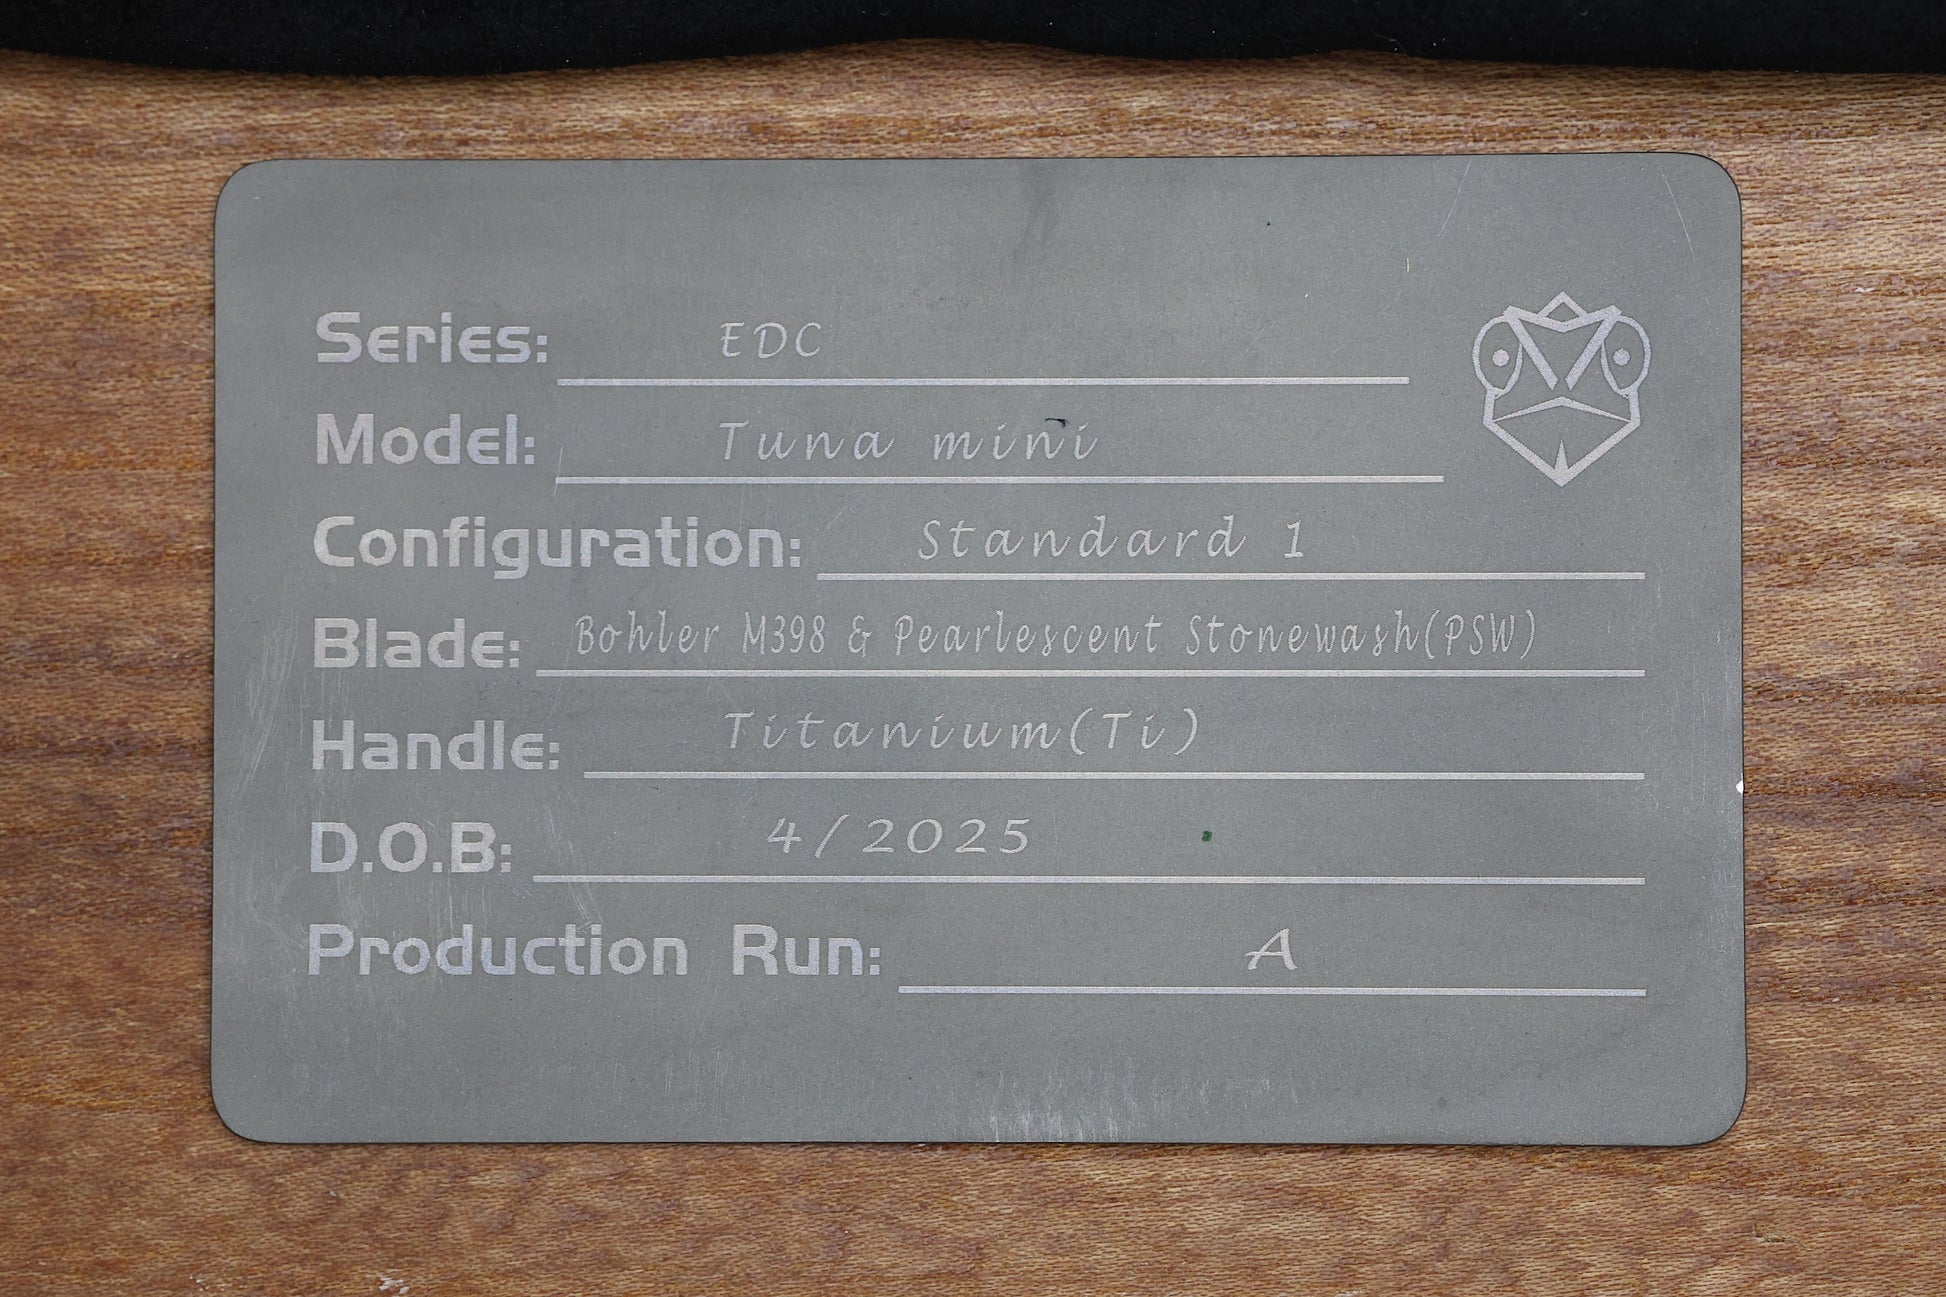 Series: EDC
Model: Tuna mini
Configuration: Standard 1
Blade: Bohler M398 & Pearlescent Stonewash(PSW)
Handle: Titanium(Ti)
D.O.B: 4/2025
Production Run: A